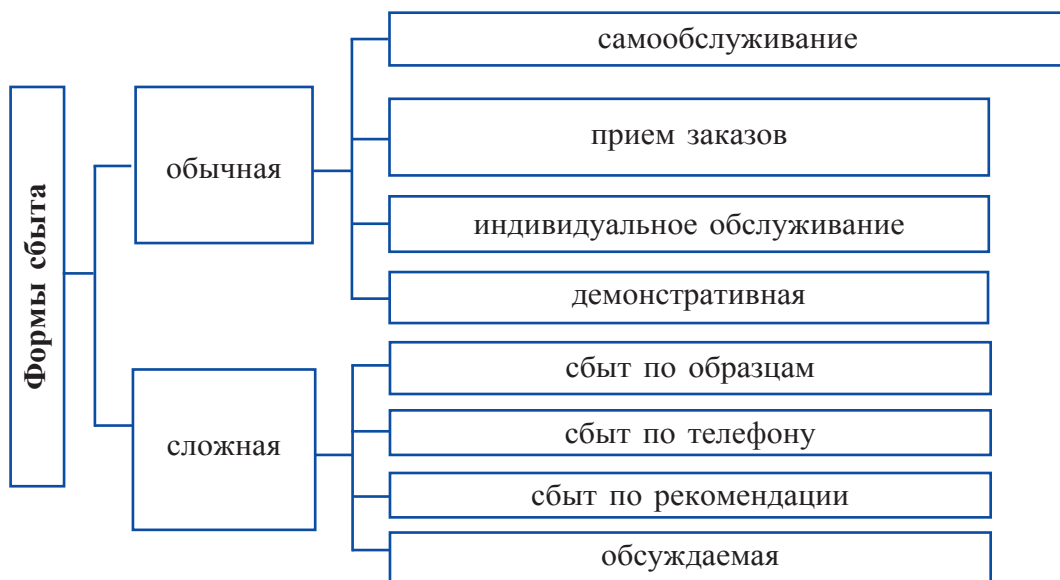 Формы сбыта
обычная
самообслуживание
прием заказов
индивидуальное обслуживание
демонстративная
сложная
сбыт по образцам
сбыт по телефону
сбыт по рекомендации
обсуждаемая